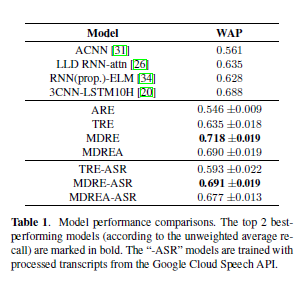 Model WAP
ACNN [31] 0.561
LLD RNN-attn [26] 0.635
RNN(prop.)-ELM [34] 0.628
3CNN-LSTM10H [20] 0.688
ARE 0.546 ±0.009
TRE 0.635 ±0.018
MDRE 0.718 ±0.019
MDREA 0.690 ±0.019
TRE-ASR 0.593 ±0.022
MDRE-ASR 0.691 ±0.019
MDREA-ASR 0.677 ±0.013
Table 1. Model performance comparisons. The top 2 best-
performing models (according to the unweighted average re-
call) are marked in bold. The “-ASR” models are trained with
processed transcripts from the Google Cloud Speech API.